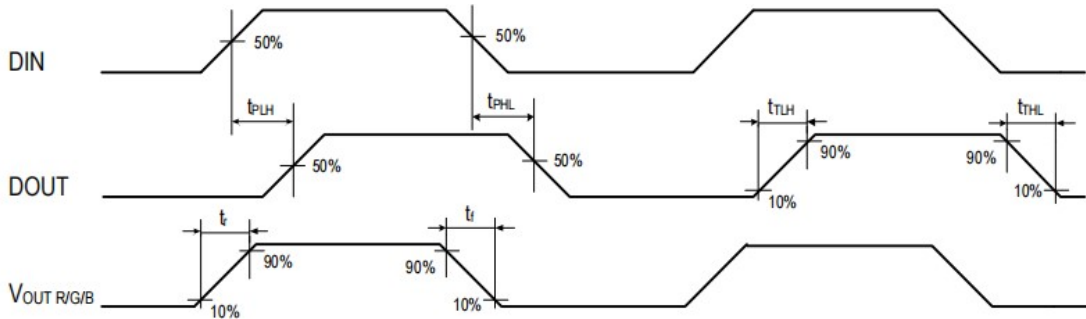 DIN
50%
50%
tPLH
tPHL
tTLH
tTHL
DOUT
50%
50%
90%
90%
10%
10%
tr
tf
VOUT R/G/B
90%
90%
10%
10%